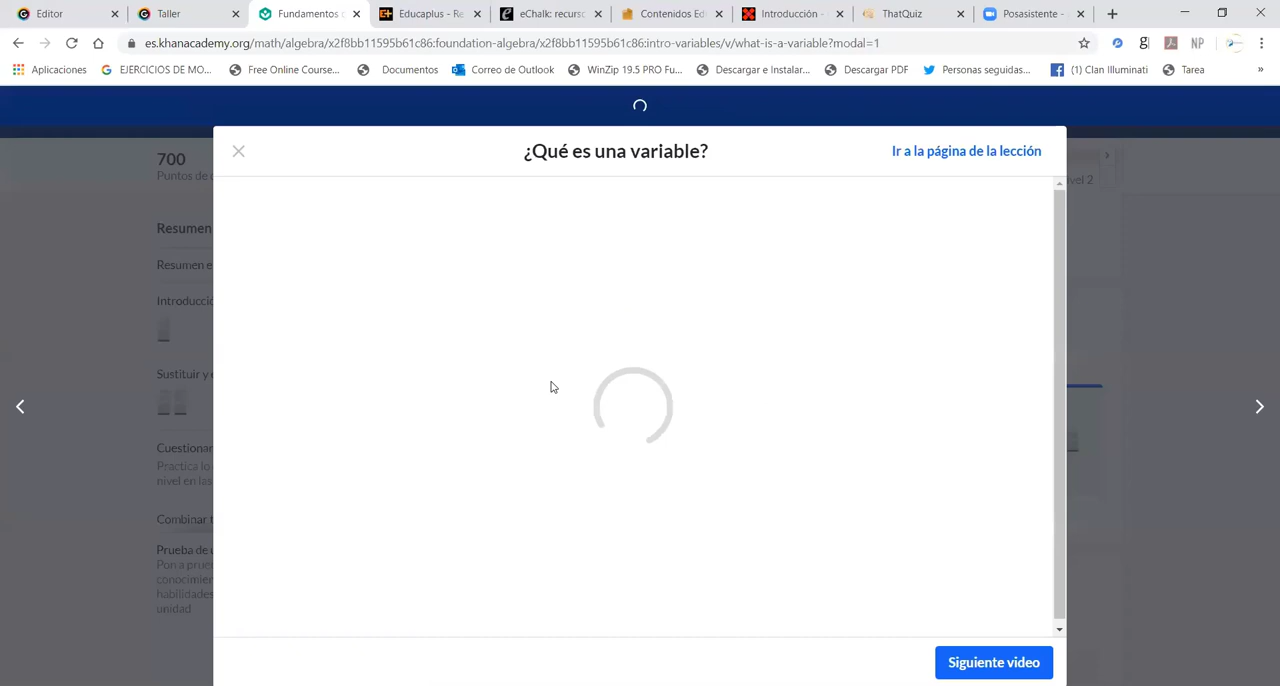 Editor
Taller
Fundamentos
Educaplus - Re
eChalk: recurso
Contenidos Ed
Introducción -
ThatQuiz
Posasistente -
es.khanacademy.org/math/algebra/x2f8bb11595b61c86:foundation-algebra/x2f8bb11595b61c86:intro-variables/v/what-is-a-variable?modal=1
NP
Aplicaciones
EJERCICIOS DE MO...
Free Online Course...
Documentos
Correo de Outlook
WinZip 19.5 PRO Fu...
Descargar e Instalar...
Descargar PDF
Personas seguidas...
(1) Clan Illuminati
Tarea
»
¿Qué es una variable?
Ir a la página de la lección
700
Puntos de
vel 2
Resumen
Resumen e
Introducció
Sustituir y
Cuestionar
Practica lo
nivel en las
Combinar t
Prueba de u
Pon a prue
conocimien
habilidades
unidad
Siguiente video